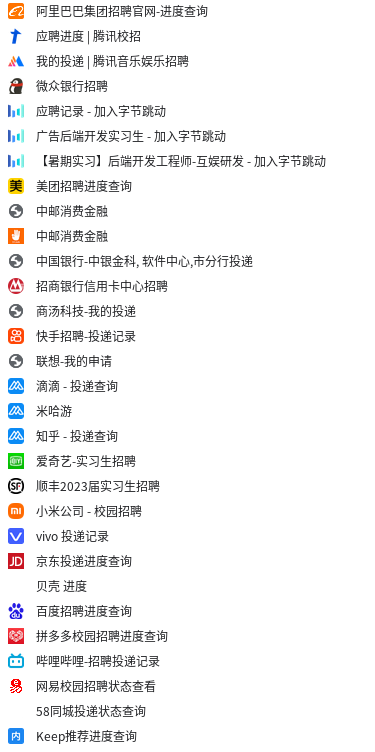 阿里巴巴集团招聘官网-进度查询
应聘进度 | 腾讯校招
我的投递 | 腾讯音乐娱乐招聘
微众银行招聘
应聘记录 - 加入字节跳动
广告后端开发实习生 - 加入字节跳动
【暑期实习】后端开发工程师-互娱研发 - 加入字节跳动
美 美团招聘进度查询
中邮消费金融
中邮消费金融
中国银行-中银金科, 软件中心,市分行投递
招商银行信用卡中心招聘
商汤科技-我的投递
快手招聘-投递记录
联想-我的申请
滴滴 - 投递查询
米哈游
知乎 - 投递查询
爱奇艺-实习生招聘
SF 顺丰2023届实习生招聘
mi 小米公司 - 校园招聘
vivo 投递记录
JD 京东投递进度查询
贝壳 进度
百度招聘进度查询
拼多多校园招聘进度查询
哔哩哔哩-招聘投递记录
网易校园招聘状态查看
58同城投递状态查询
内 Keep推荐进度查询